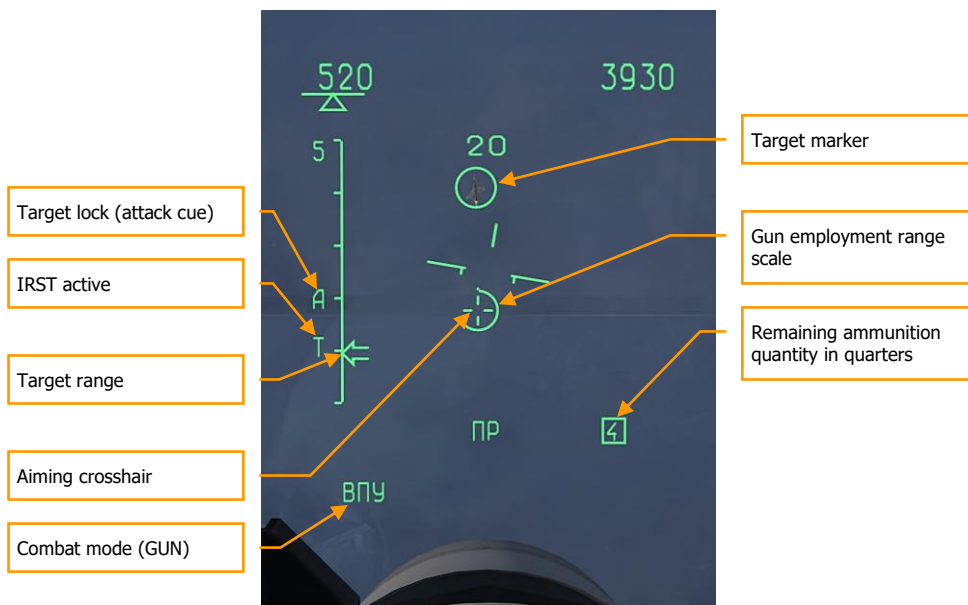 520
3930
5
20
Target marker
Target lock (attack cue)
Gun employment range
scale
IRST active
А
Т
Remaining ammunition
quantity in quarters
Target range
ПР
4
Aiming crosshair
ВПУ
Combat mode (GUN)